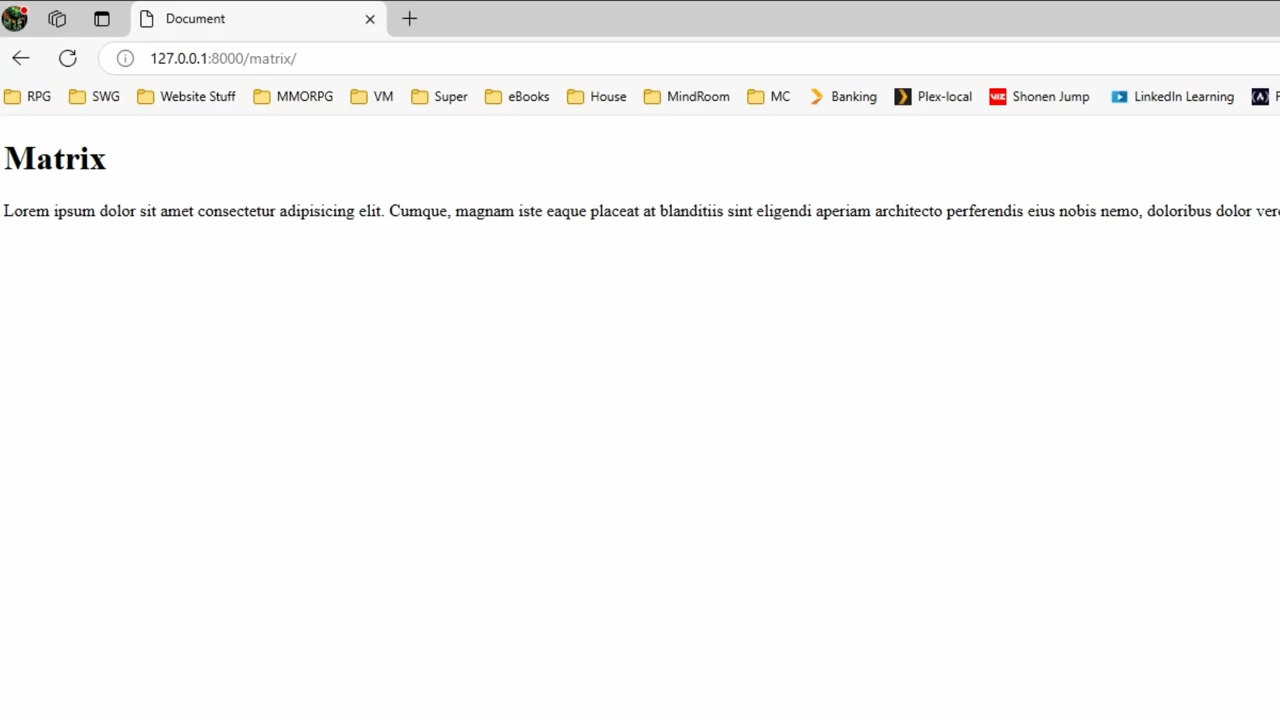 Document
127.0.0.1:8000/matrix/
RPG SWG Website Stuff MMORPG VM Super eBooks House MindRoom MC Banking Plex-local VIZ Shonen Jump LinkedIn Learning
Matrix
Lorem ipsum dolor sit amet consectetur adipisicing elit. Cumque, magnam iste eaque placeat at blanditiis sint eligendi aperiam architecto perferendis eius nobis nemo, doloribus dolor